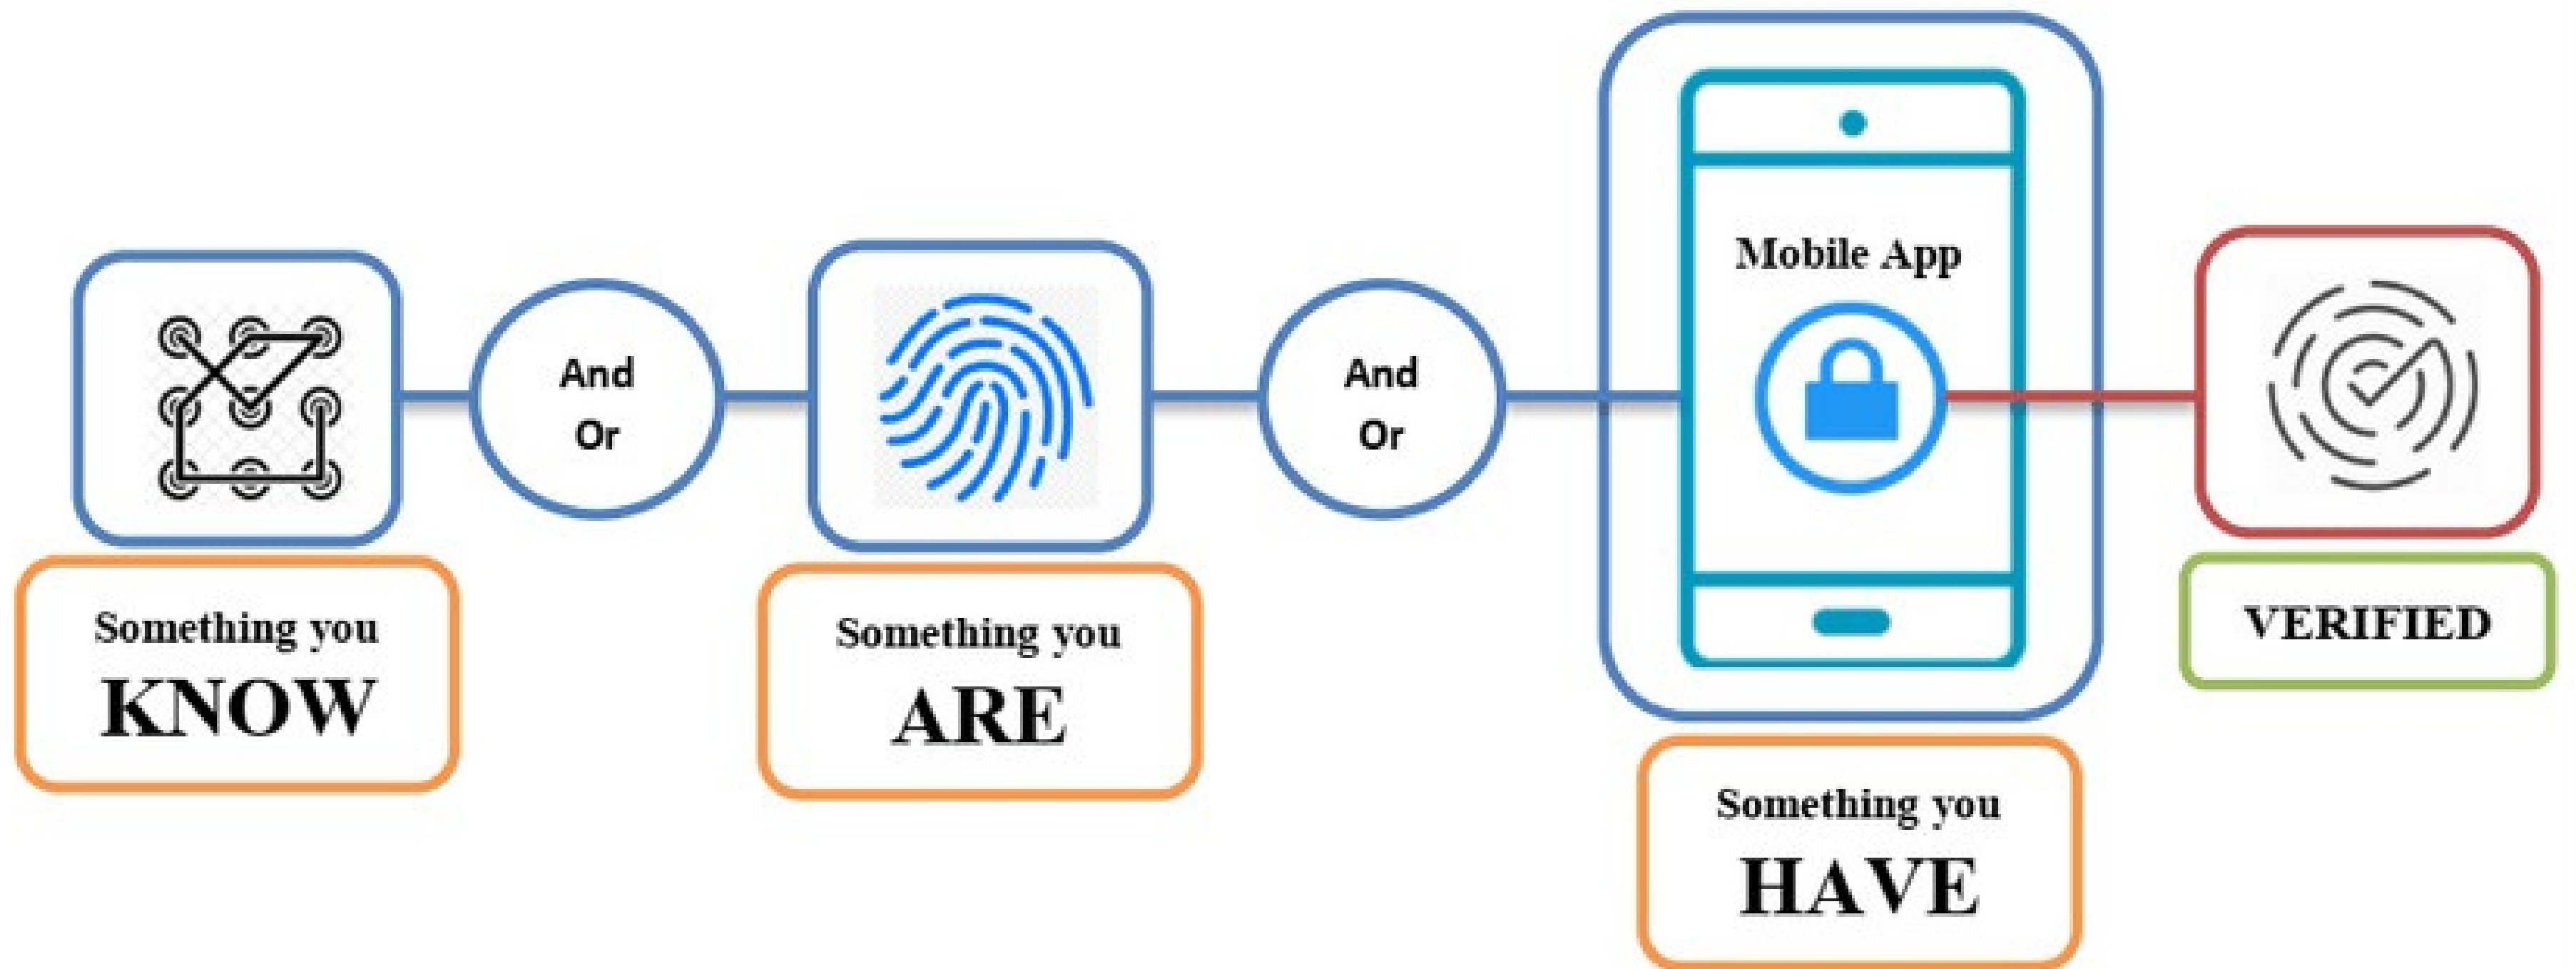 Something you
KNOW
And
Or
Something you
ARE
And
Or
Mobile App
Something you
HAVE
VERIFIED